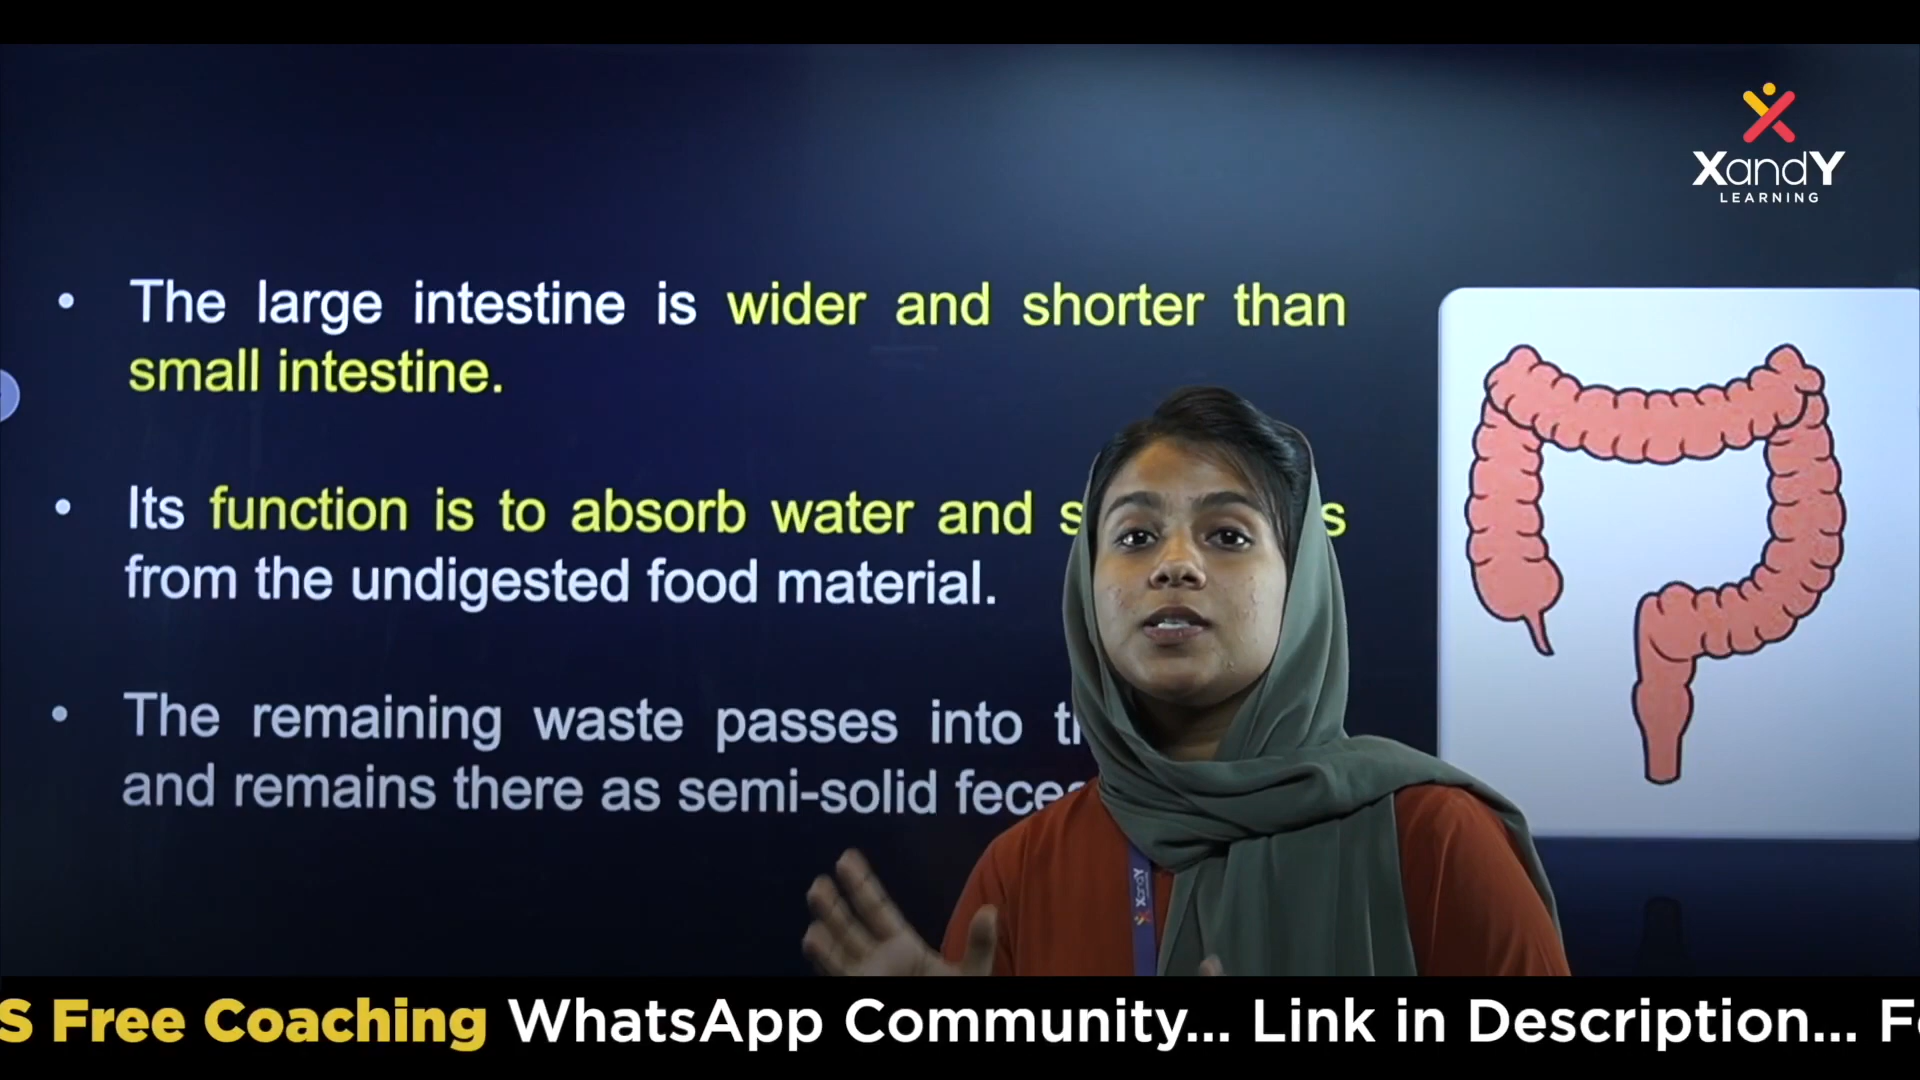 XandY
LEARNING
• The large intestine is wider and shorter than
small intestine.
• Its function is to absorb water and
from the undigested food material.
• The remaining waste passes into
and remains there as semi-solid
XandY
S Free Coaching WhatsApp Community... Link in Description...